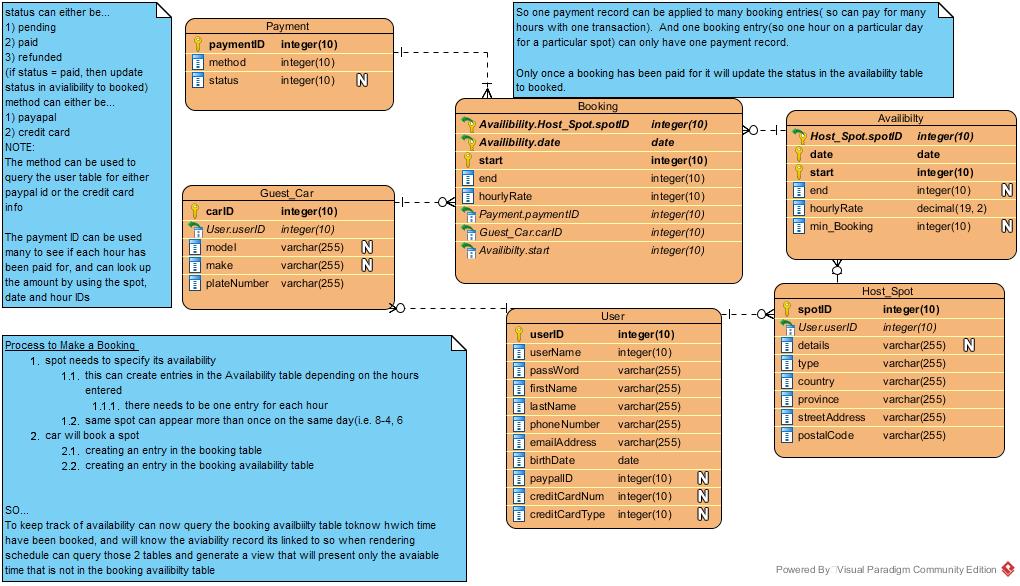 status can either be...
1) pending
2) paid
3) refunded
(if status = paid, then update
status in avialibility to booked)
method can either be...
1) payapal
2) credit card
NOTE:
The method can be used to
query the user table for either
paypal id or the credit card
info
The payment ID can be used
many to see if each hour has
been paid for, and can look up
the amount by using the spot,
date and hour IDs
Payment
paymentID integer(10)
method integer(10)
status integer(10) N
So one payment record can be applied to many booking entries( so can pay for many
hours with one transaction). And one booking entry(so one hour on a particular day
for a particular spot) can only have one payment record.
Only once a booking has been paid for it will update the status in the availability table
to booked.
Booking
Availibility.Host_Spot.spotID integer(10)
Availibility.date date
start integer(10)
end integer(10)
hourlyRate integer(10)
Payment.paymentID integer(10)
Guest_Car.carID integer(10)
Availibilty.start integer(10)
Availibilty
Host_Spot.spotID integer(10)
date date
start integer(10)
end integer(10) N
hourlyRate decimal(19, 2)
min_Booking integer(10) N
Guest_Car
carID integer(10)
User.userID integer(10)
model varchar(255) N
make varchar(255) N
plateNumber varchar(255)
User
userID integer(10)
userName integer(10)
passWord varchar(255)
firstName varchar(255)
lastName varchar(255)
phoneNumber varchar(255)
emailAddress varchar(255)
birthDate date
paypalID integer(10) N
creditCardNum integer(10) N
creditCardType integer(10) N
Host_Spot
spotID integer(10)
User.userID integer(10)
details varchar(255) N
type varchar(255)
country varchar(255)
province varchar(255)
streetAddress varchar(255)
postalCode varchar(255)
Process to Make a Booking
1. spot needs to specify its availability
1.1. this can create entries in the Availability table depending on the hours
entered
1.1.1. there needs to be one entry for each hour
1.2. same spot can appear more than once on the same day(i.e. 8-4, 6
2. car will book a spot
2.1. creating an entry in the booking table
2.2. creating an entry in the booking availability table
SO...
To keep track of availability can now query the booking availbiilty table toknow hwich time
have been booked, and will know the aviability record its linked to so when rendering
schedule can query those 2 tables and generate a view that will present only the avaiable
time that is not in the booking availibilty table
Powered By Visual Paradigm Community Edition